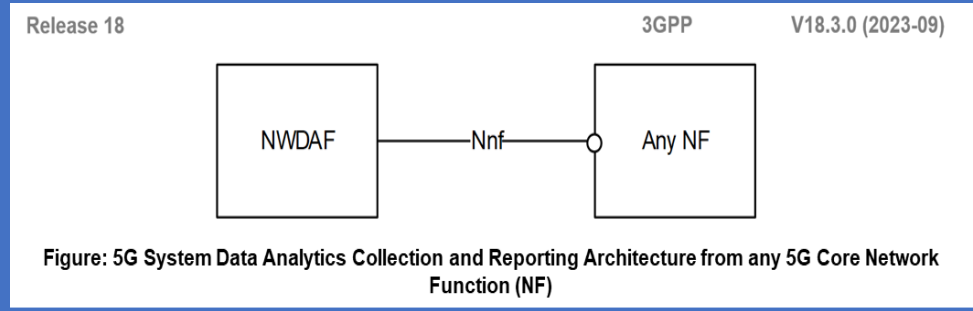 Release 18 3GPP V18.3.0 (2023-09)
NWDAF Nnf Any NF
Figure: 5G System Data Analytics Collection and Reporting Architecture from any 5G Core Network
Function (NF)